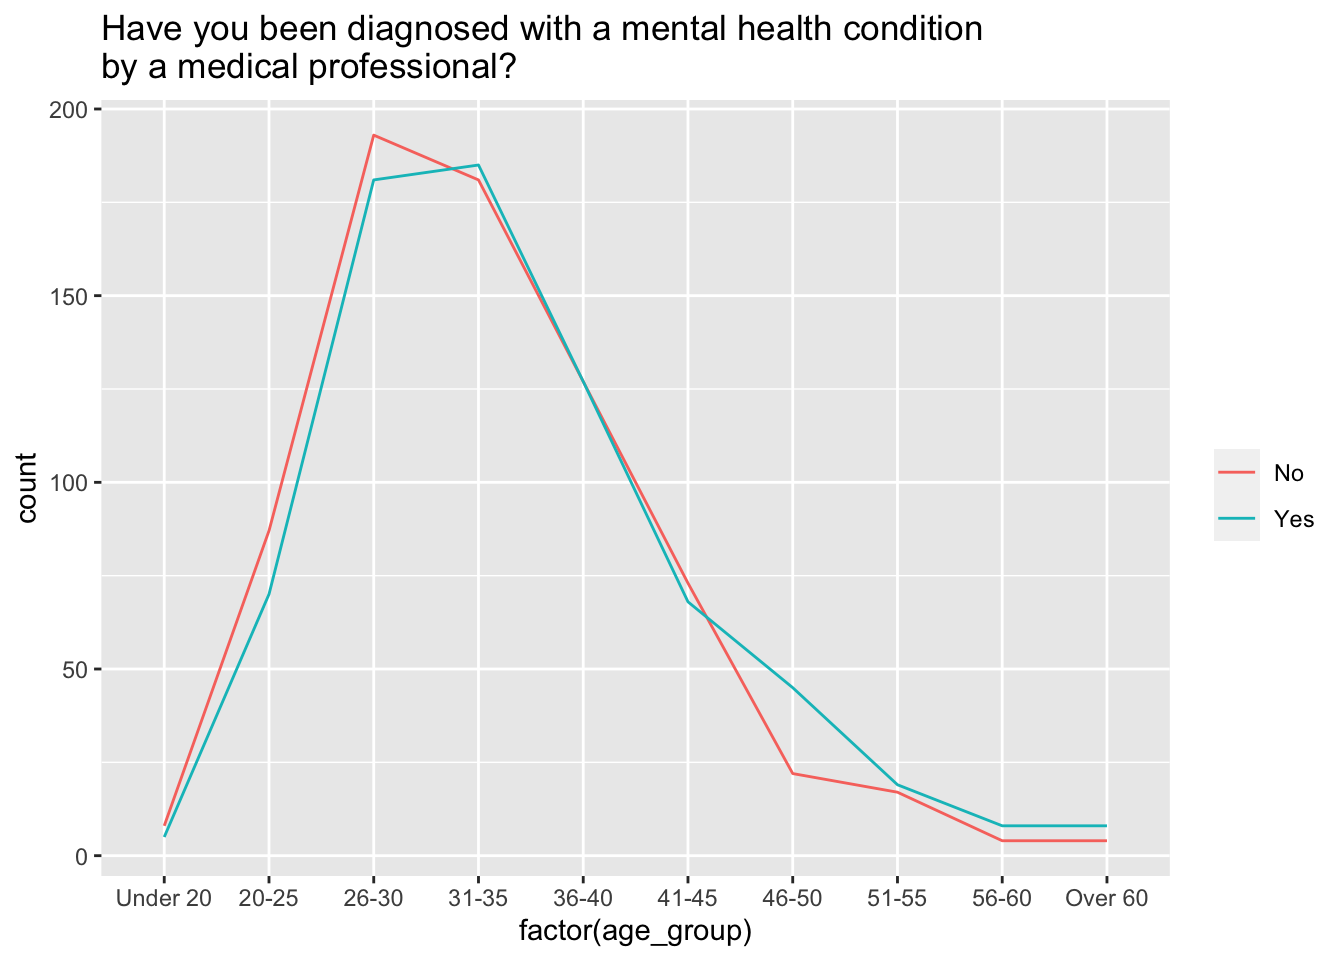 Have you been diagnosed with a mental health condition
by a medical professional?
200
150
100
50
0
count
Under 20 20-25 26-30 31-35 36-40 41-45 46-50 51-55 56-60 Over 60
factor(age_group)
No
Yes